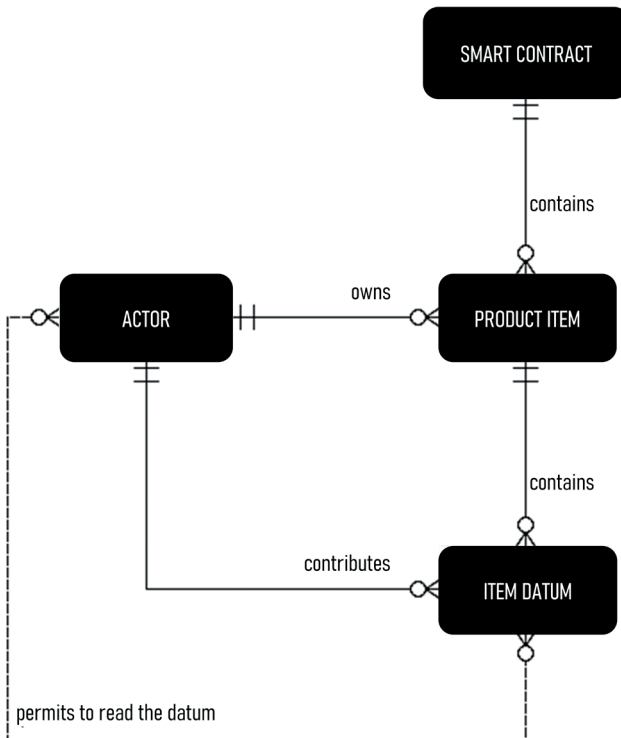 SMART CONTRACT
contains
owns
ACTOR
PRODUCT ITEM
contains
contributes
ITEM DATUM
permits to read the datum